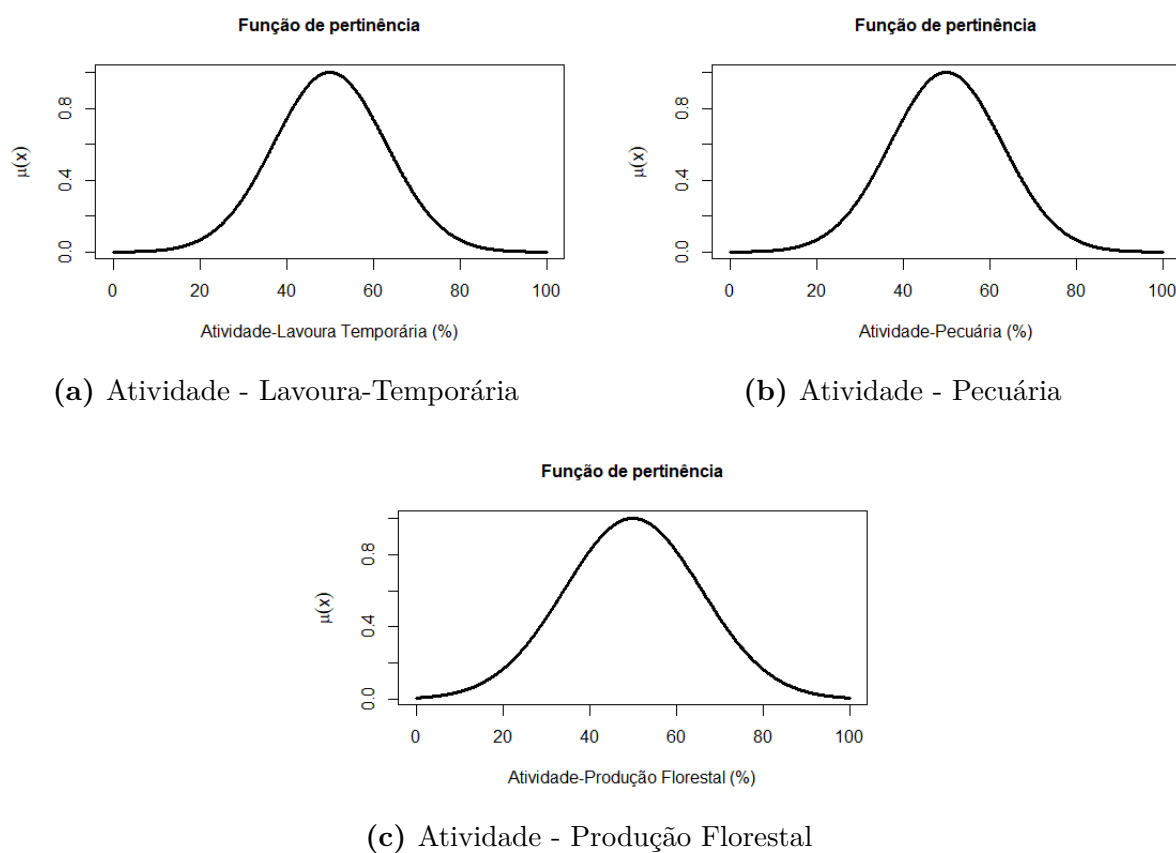 Função de pertinência
μ(x)
0.0 0.4 0.8
0 20 40 60 80 100
Atividade-Lavoura Temporária (%)
(a) Atividade - Lavoura-Temporária
Função de pertinência
μ(x)
0.0 0.4 0.8
0 20 40 60 80 100
Atividade-Pecuária (%)
(b) Atividade - Pecuária
Função de pertinência
μ(x)
0.0 0.4 0.8
0 20 40 60 80 100
Atividade-Produção Florestal (%)
(c) Atividade - Produção Florestal